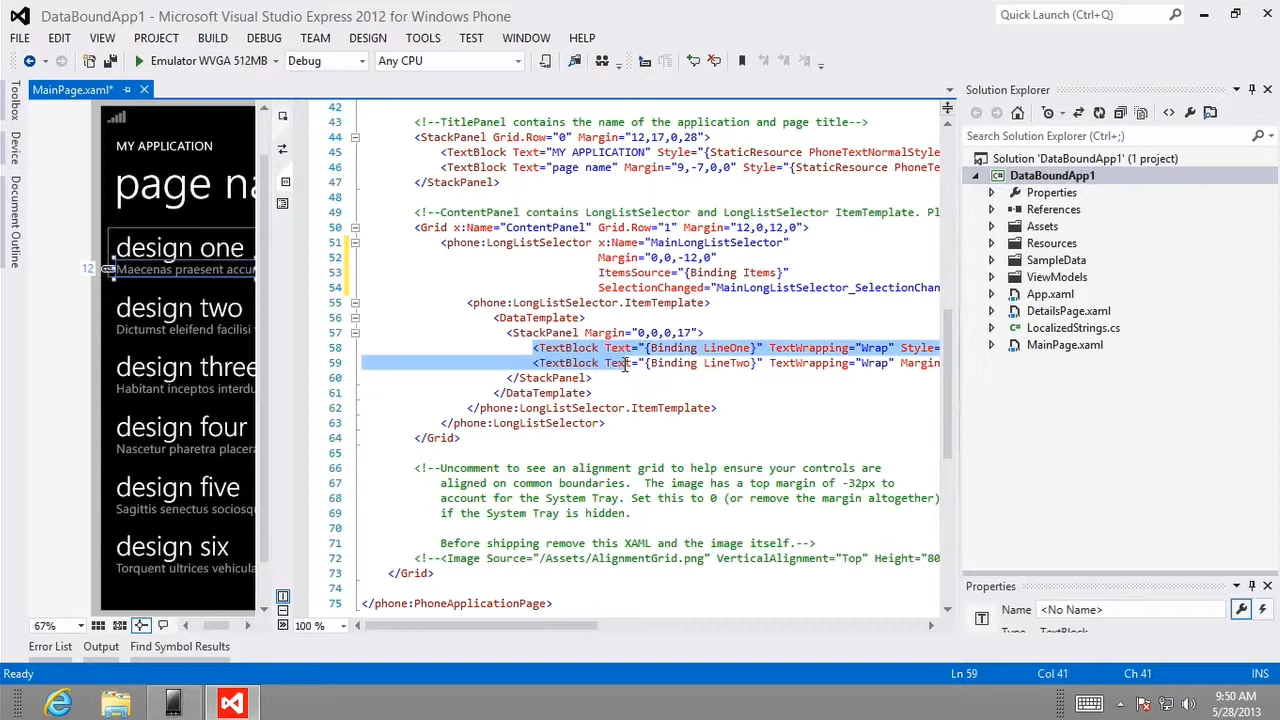 DataBoundApp1 - Microsoft Visual Studio Express 2012 for Windows Phone
Quick Launch (Ctrl+Q)
FILE EDIT VIEW PROJECT BUILD DEBUG TEAM DESIGN TOOLS TEST WINDOW HELP
Emulator WVGA 512MB Debug Any CPU
Toolbox
Device
Document Outline
MainPage.xaml*
MY APPLICATION
page na
design one
12
Maecenas praesent accur
design two
Dictumst eleifend facilisi
design three
Habitant inceptos interdu
design four
Nascetur pharetra placera
design five
Sagittis senectus sociosq
design six
Torquent ultrices vehicula
67%
42
43 <!--TitlePanel contains the name of the application and page title-->
44 <StackPanel Grid.Row="0" Margin="12,17,0,28">
45 <TextBlock Text="MY APPLICATION" Style="{StaticResource PhoneTextNormalStyle
46 <TextBlock Text="page name" Margin="9,-7,0,0" Style="{StaticResource PhoneTe
47 </StackPanel>
48
49 <!--ContentPanel contains LongListSelector and LongListSelector ItemTemplate. Pl
50 <Grid x:Name="ContentPanel" Grid.Row="1" Margin="12,0,12,0">
51 <phone:LongListSelector x:Name="MainLongListSelector"
52 Margin="0,0,-12,0"
53 ItemsSource="{Binding Items}"
54 SelectionChanged="MainLongListSelector_SelectionChan
55 <phone:LongListSelector.ItemTemplate>
56 <DataTemplate>
57 <StackPanel Margin="0,0,0,17">
58 <TextBlock Text="{Binding LineOne}" TextWrapping="Wrap" Style=
59 <TextBlock Text="{Binding LineTwo}" TextWrapping="Wrap" Margin
60 </StackPanel>
61 </DataTemplate>
62 </phone:LongListSelector.ItemTemplate>
63 </phone:LongListSelector>
64 </Grid>
65
66 <!--Uncomment to see an alignment grid to help ensure your controls are
67 aligned on common boundaries. The image has a top margin of -32px to
68 account for the System Tray. Set this to 0 (or remove the margin altogether)
69 if the System Tray is hidden.
70
71 Before shipping remove this XAML and the image itself.-->
72 <!--<Image Source="/Assets/AlignmentGrid.png" VerticalAlignment="Top" Height="80
73 </Grid>
74
75 </phone:PhoneApplicationPage>
100 %
Solution Explorer
Search Solution Explorer (Ctrl+;)
Solution 'DataBoundApp1' (1 project)
DataBoundApp1
Properties
References
Assets
Resources
SampleData
ViewModels
App.xaml
DetailsPage.xaml
LocalizedStrings.cs
MainPage.xaml
Properties
Name <No Name>
Type TextBlock
Error List Output Find Symbol Results
Ready Ln 59 Col 41 Ch 41 INS
9:50 AM
5/28/2013